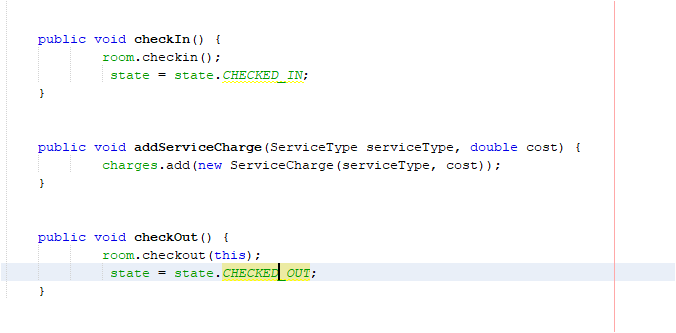 public void checkIn() {
room.checkin();
state = state.CHECKED_IN;
}
public void addServiceCharge(ServiceType serviceType, double cost) {
charges.add(new ServiceCharge(serviceType, cost));
}
public void checkOut() {
room.checkout(this);
state = state.CHECKED_OUT;
}